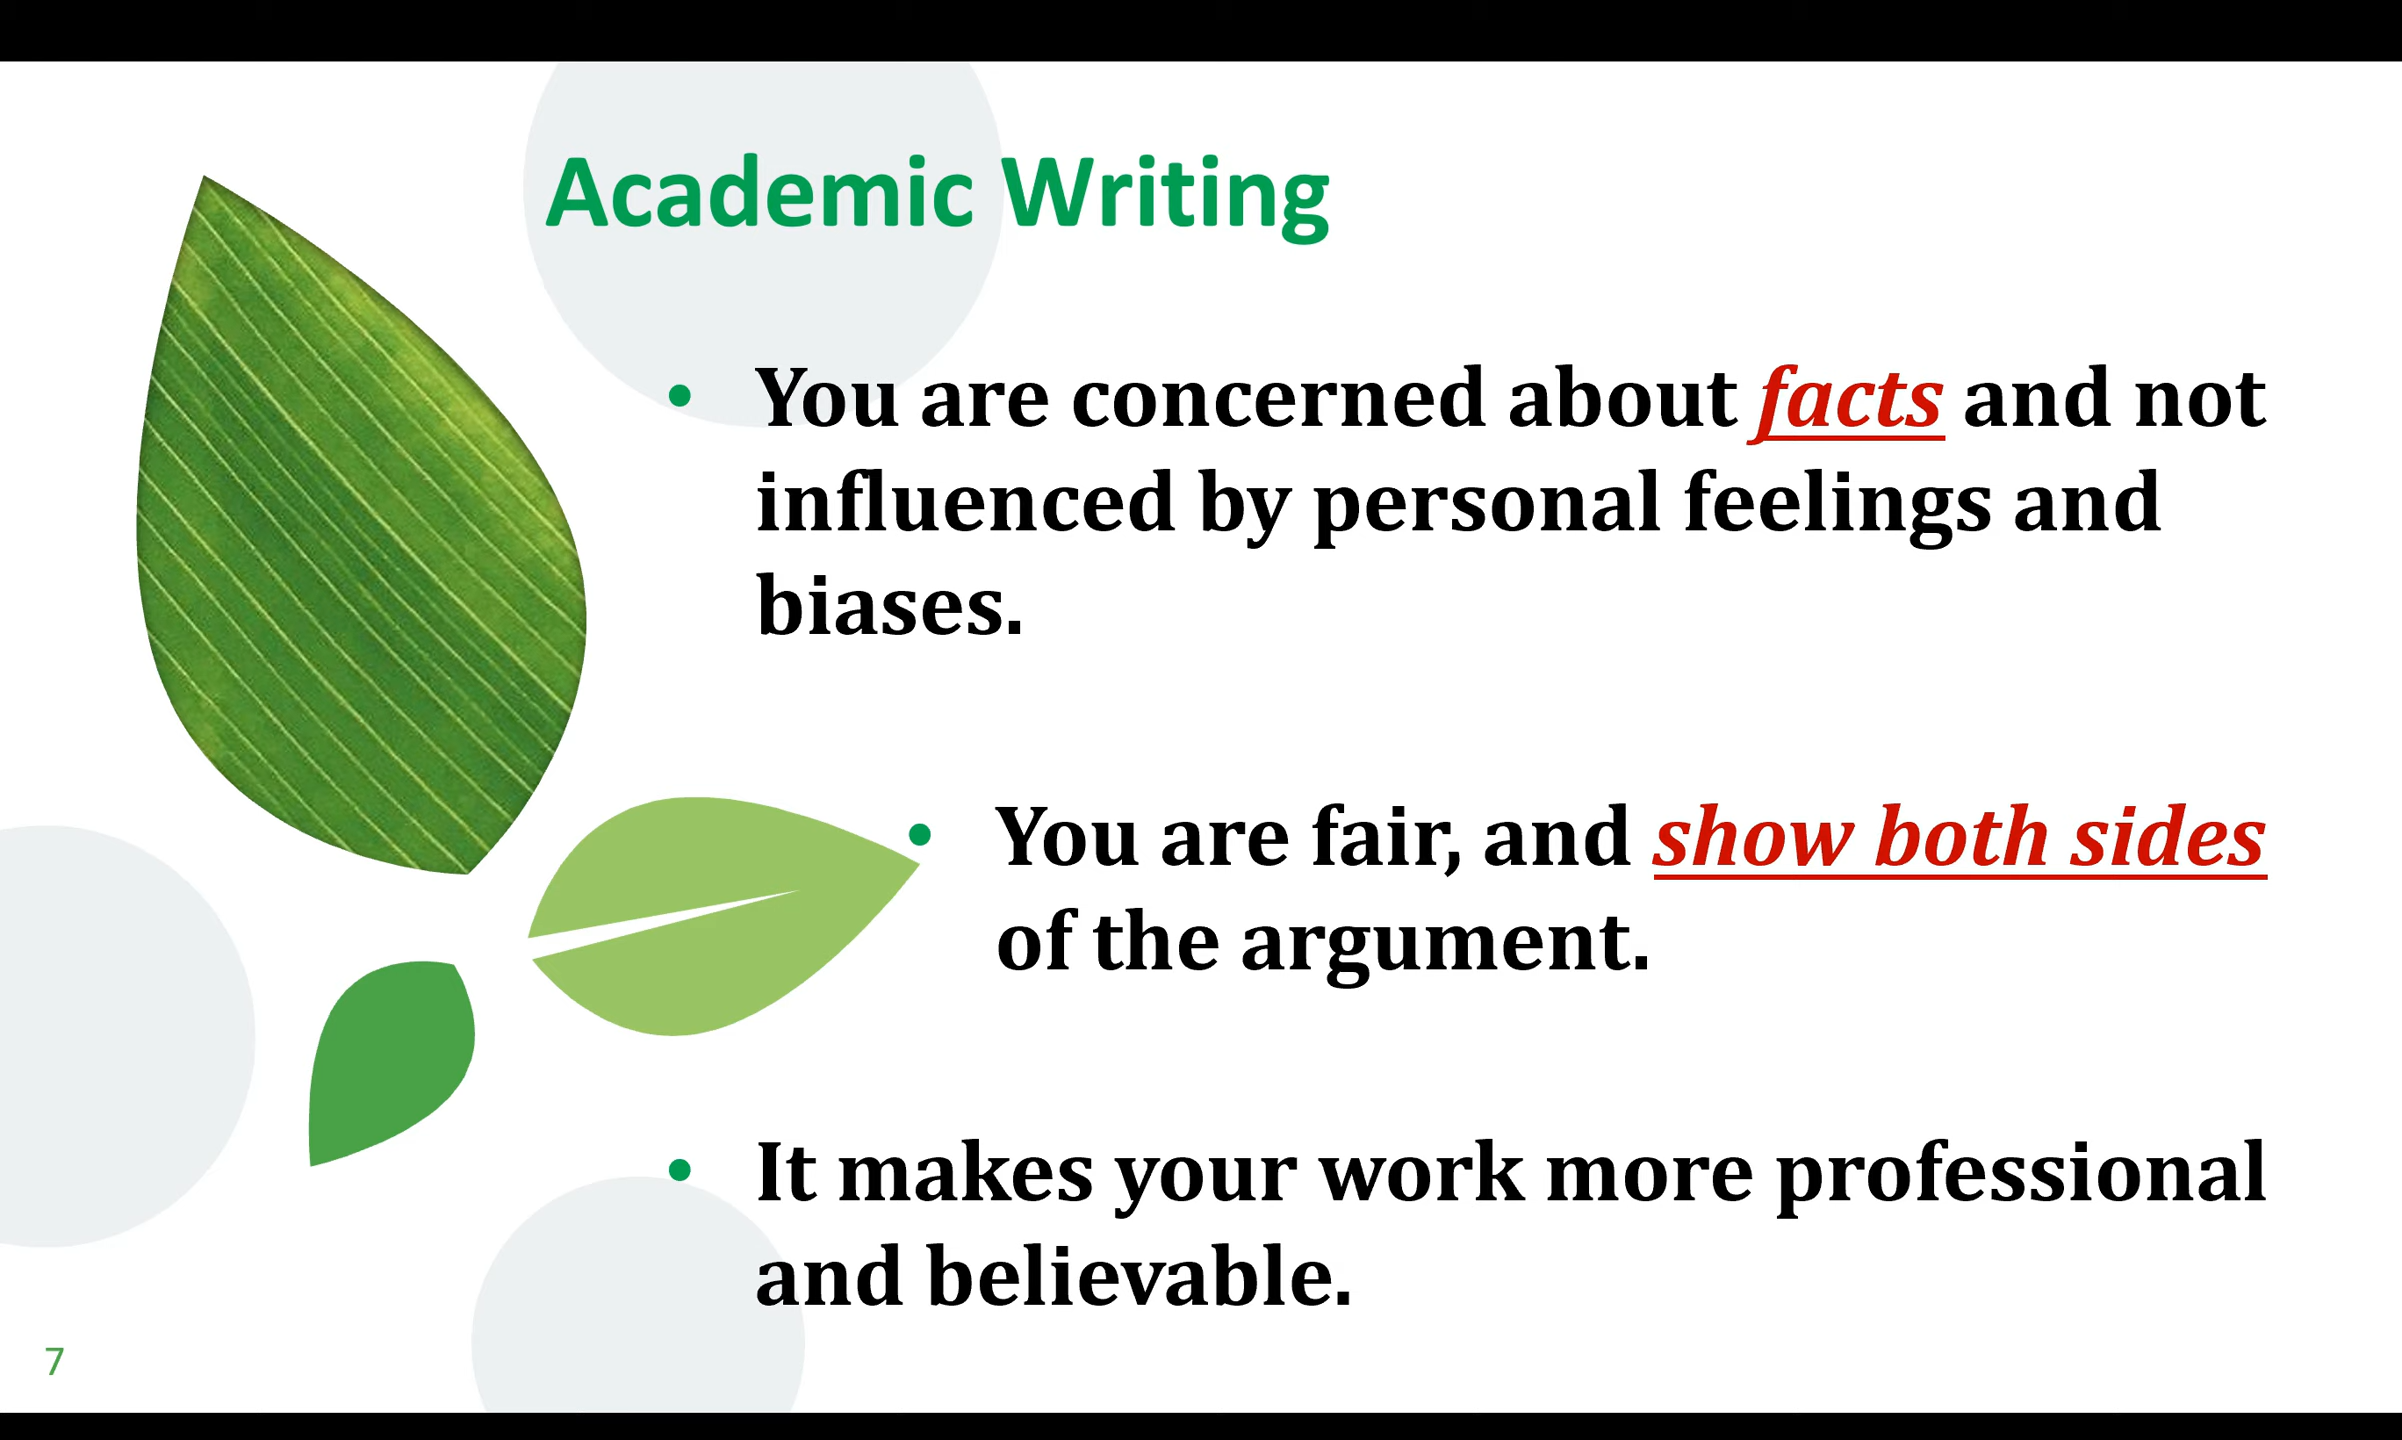 Academic Writing
• You are concerned about facts and not
influenced by personal feelings and
biases.
• You are fair, and show both sides
of the argument.
• It makes your work more professional
and believable.
7